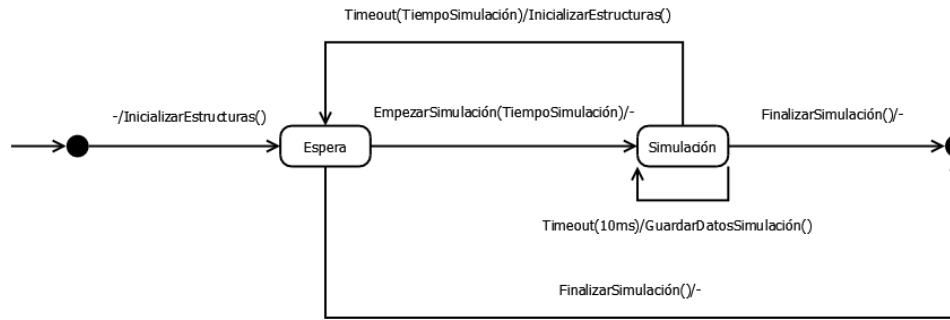 Timeout(TiempoSimulación)/InicializarEstructuras()
-/InicializarEstructuras()
EmpezarSimulación(TiempoSimulación)/-
FinalizarSimulación()/-
Espera
Simulación
Timeout(10ms)/GuardarDatosSimulación()
FinalizarSimulación()/-